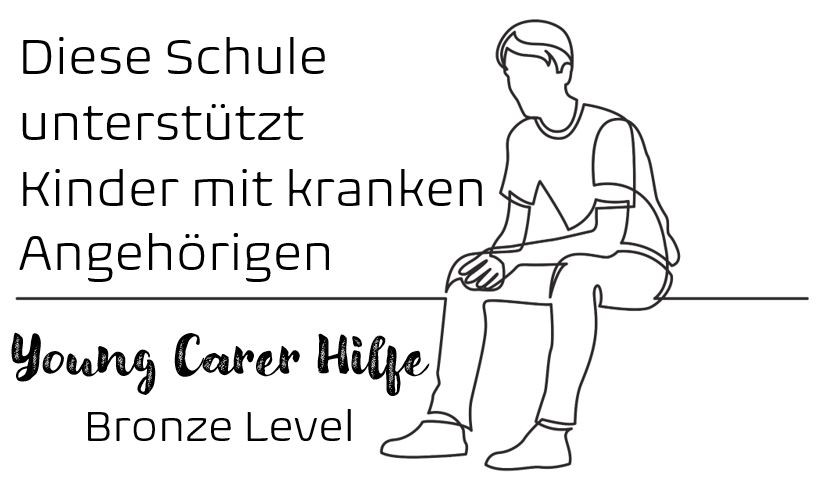 Diese Schule
unterstützt
Kinder mit kranken
Angehörigen
Young Carer Hilfe
Bronze Level